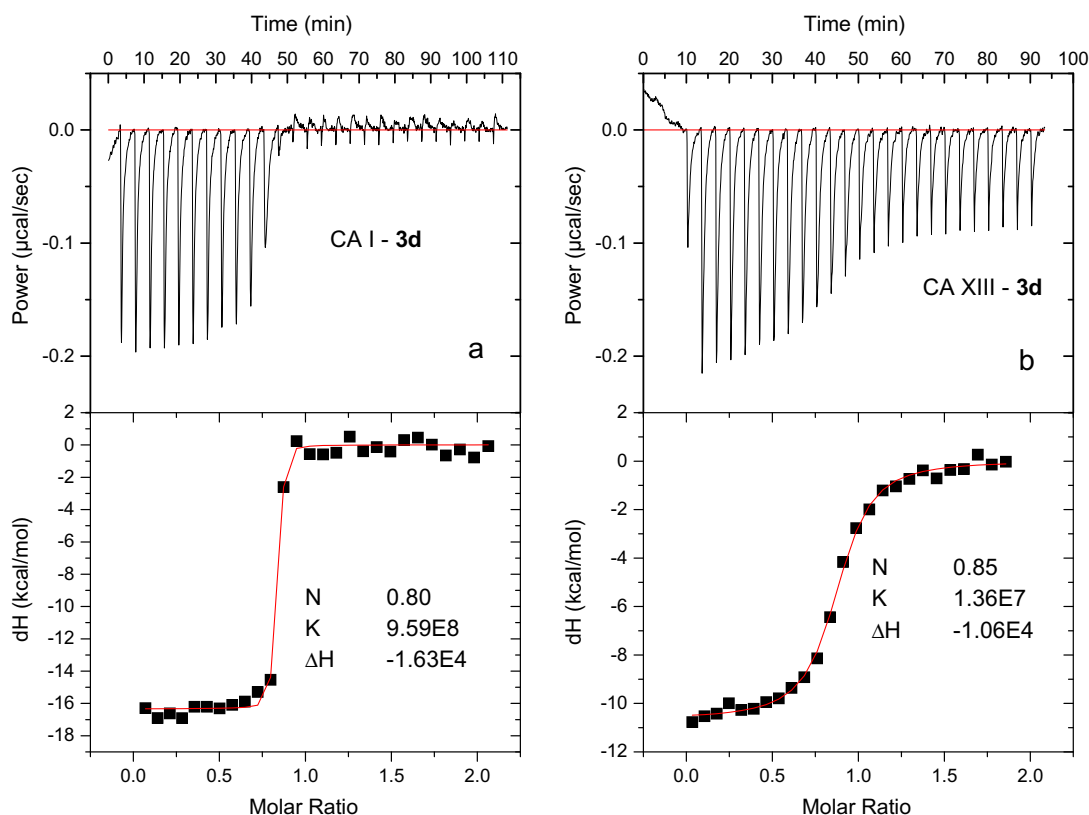 Time (min)
0 10 20 30 40 50 60 70 80 90 100 110
0.0
-0.1
-0.2
Power (μcal/sec)
CA I - 3d
a
2
0
-2
-4
-6
-8
-10
-12
-14
-16
-18
dH (kcal/mol)
N 0.80
K 9.59E8
ΔH -1.63E4
0.0 0.5 1.0 1.5 2.0
Molar Ratio
Time (min)
0 10 20 30 40 50 60 70 80 90 100
0.0
-0.1
-0.2
Power (μcal/sec)
CA XIII - 3d
b
2
0
-2
-4
-6
-8
-10
-12
dH (kcal/mol)
N 0.85
K 1.36E7
ΔH -1.06E4
0.0 0.5 1.0 1.5 2.0
Molar Ratio